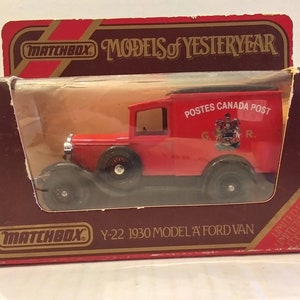 MATCHBOX
MODELS of YESTERYEAR
POSTES CANADA POST
G R.
MATCHBOX
Y-22 1930 MODEL 'A' FORD VAN